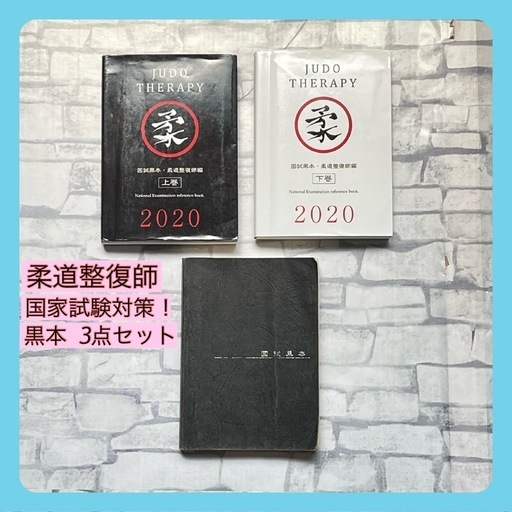 JUDO
THERAPY
柔
国試黒本・柔道整復師編
上巻
National Examination reference book.
2020
JUDO
THERAPY
柔
国試黒本・柔道整復師編
下巻
National Examination reference book.
2020
柔道整復師
国家試験対策！
黒本 3点セット
国試黒本